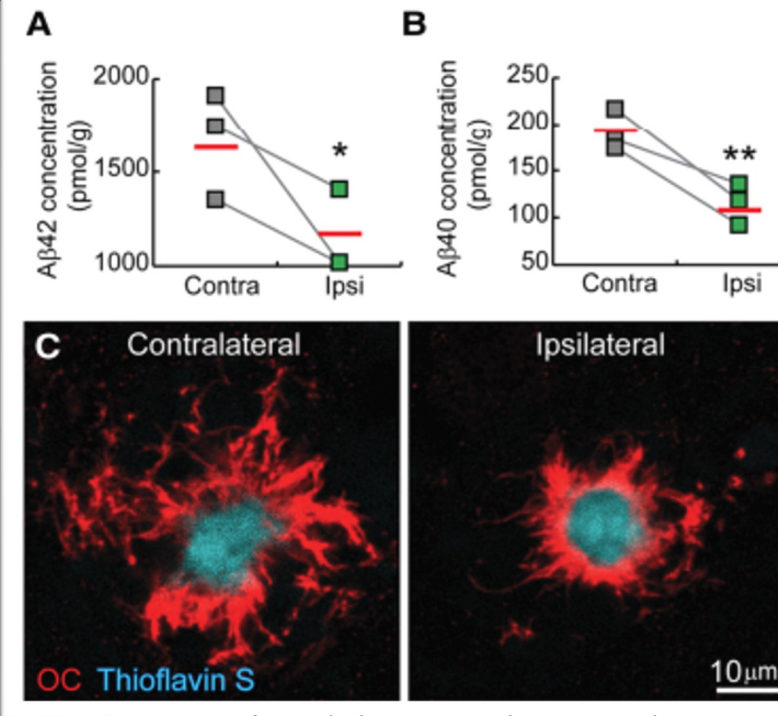 A
B
Aβ42 concentration
(pmol/g)
2000
1500
1000
*
Contra
Ipsi
Aβ40 concentration
(pmol/g)
250
200
150
100
50
**
Contra
Ipsi
C
Contralateral
Ipsilateral
OC Thioflavin S
10μm